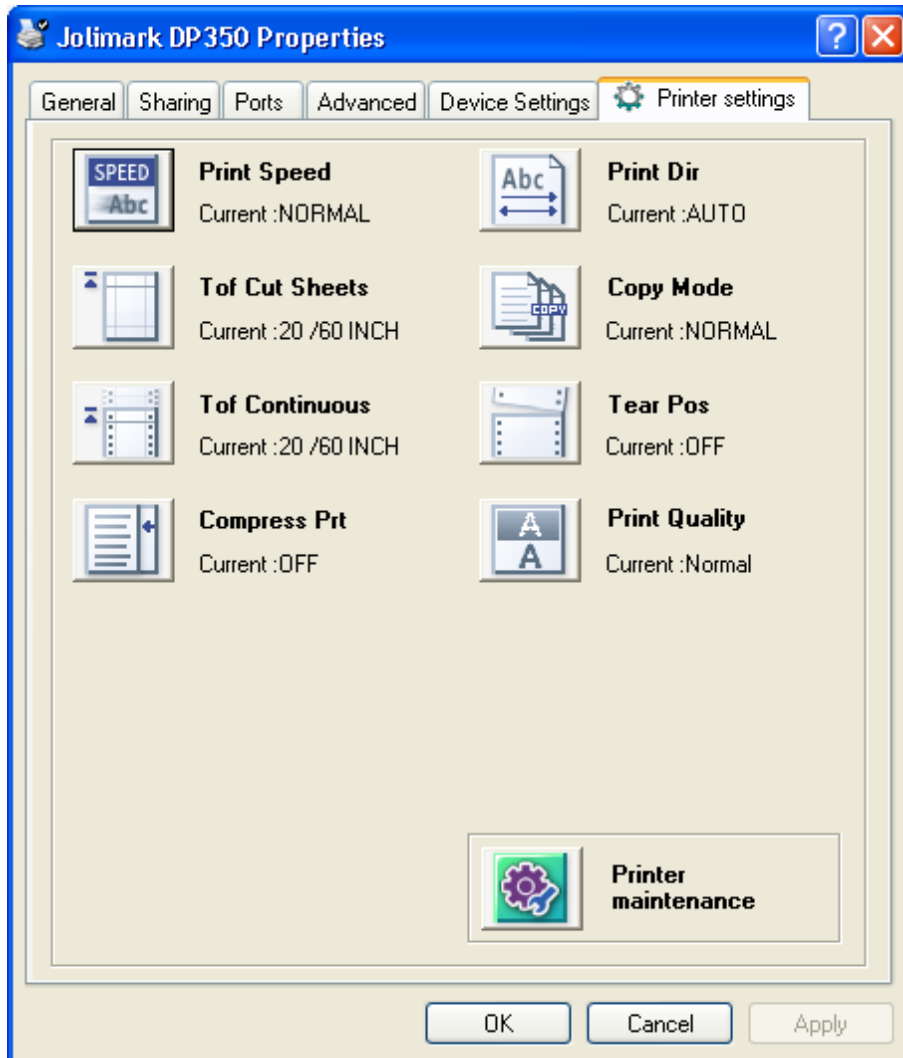 Jolimark DP350 Properties
General Sharing Ports Advanced Device Settings Printer settings
SPEED
Abc
Print Speed
Current :NORMAL
Abc
Print Dir
Current :AUTO
Tof Cut Sheets
Current :20 /60 INCH
COPY
Copy Mode
Current :NORMAL
Tof Continuous
Current :20 /60 INCH
Tear Pos
Current :OFF
Compress Prt
Current :OFF
A
A
Print Quality
Current :Normal
Printer
maintenance
OK Cancel Apply